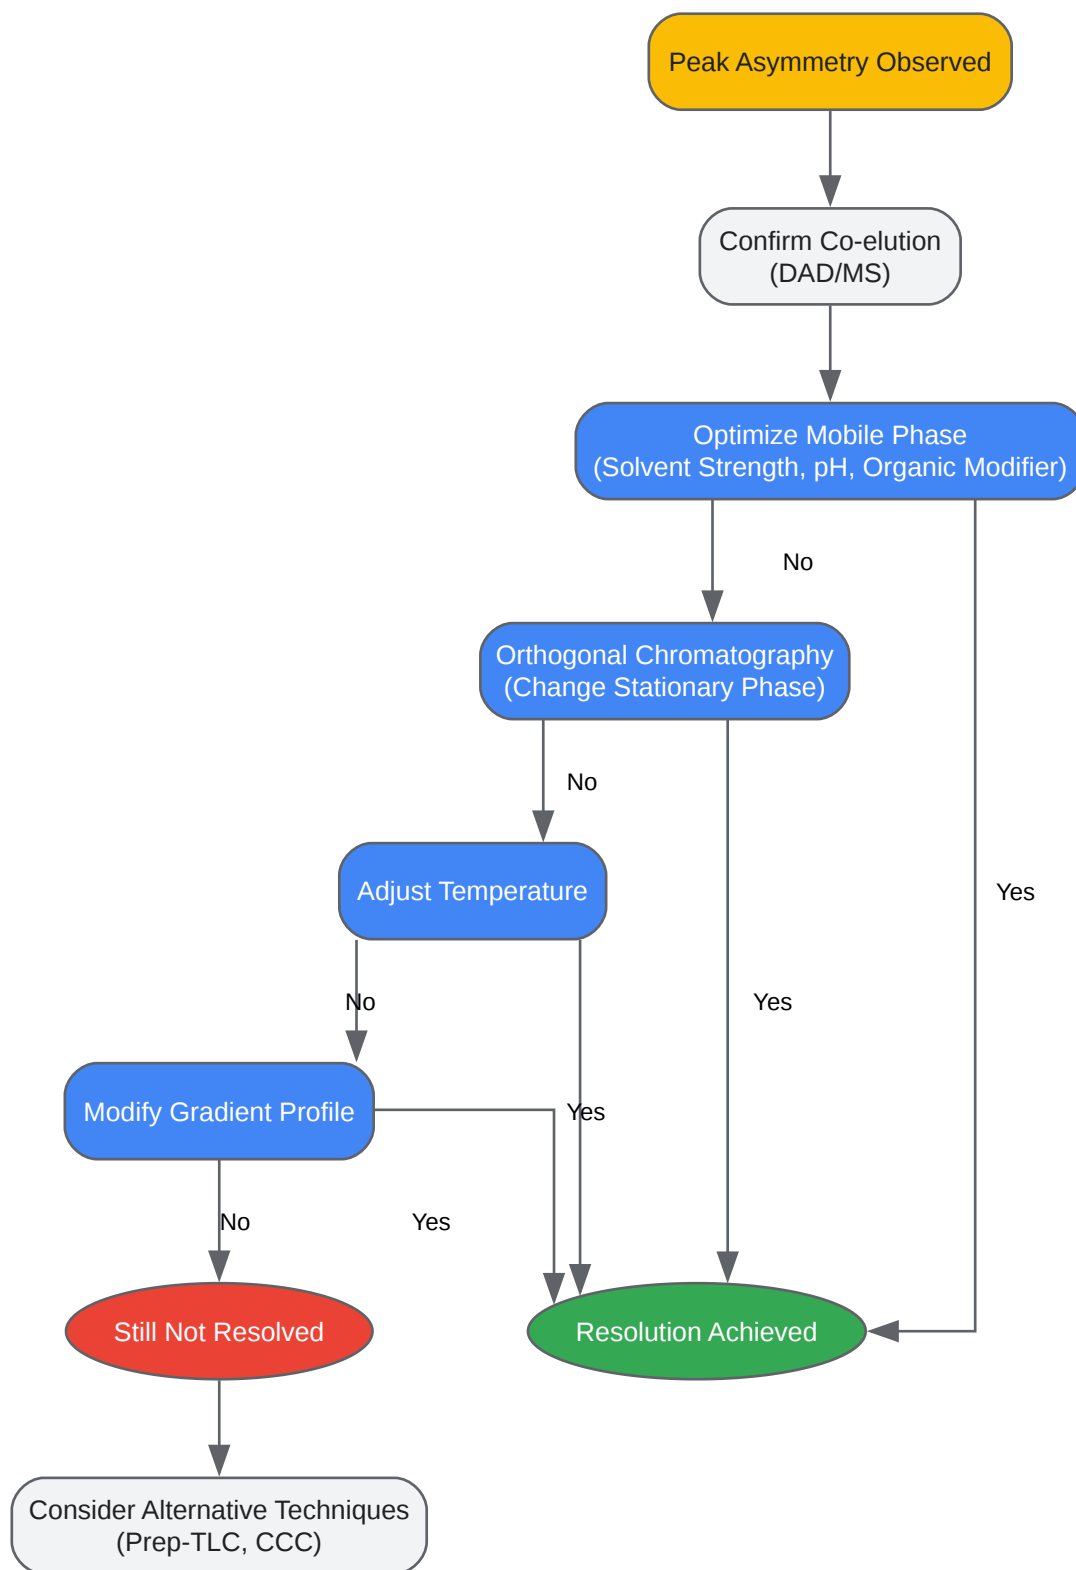 Peak Asymmetry Observed
Confirm Co-elution
(DAD/MS)
Optimize Mobile Phase
(Solvent Strength, pH, Organic Modifier)
No
Orthogonal Chromatography
(Change Stationary Phase)
No
Adjust Temperature
Yes
No
Yes
Modify Gradient Profile
Yes
No
Yes
Still Not Resolved
Resolution Achieved
Consider Alternative Techniques
(Prep-TLC, CCC)